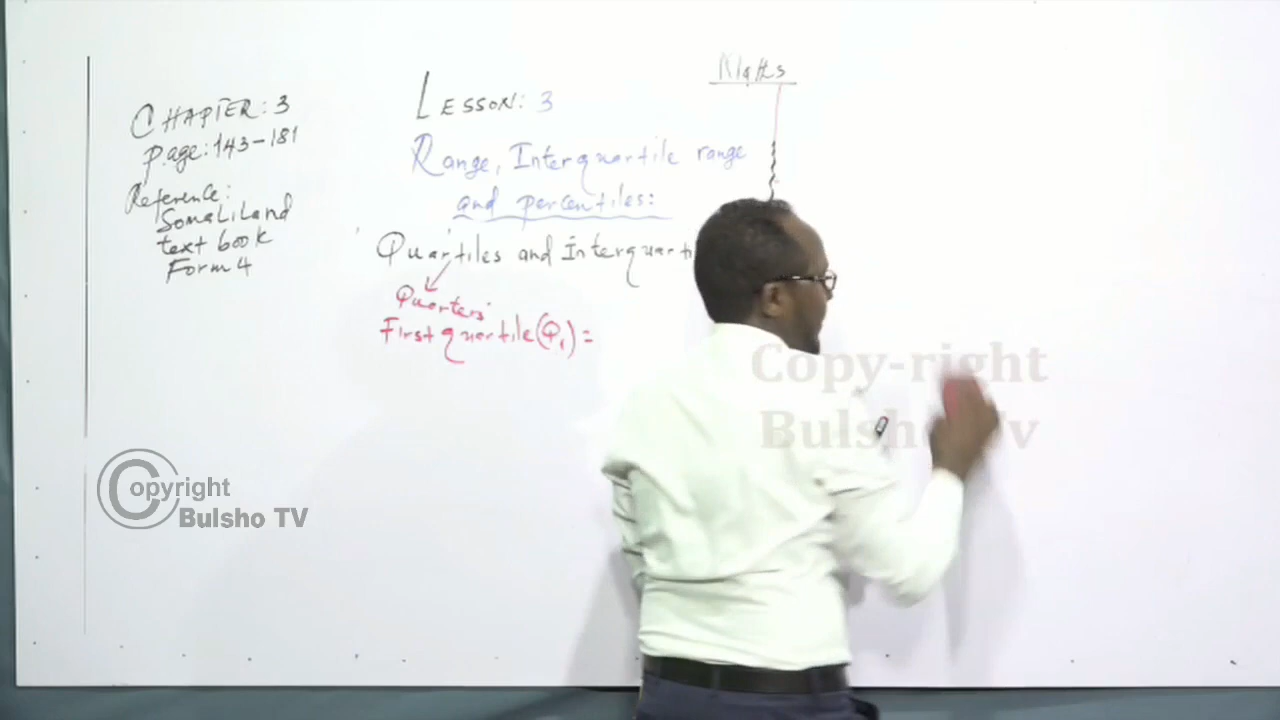 Maths
CHAPTER: 3
Page: 143-181
Reference:
SomaliLand
text book
Form 4
LESSON: 3
Range, Interquartile range
and percentiles:
Quartiles and Interquarti
Quarters
First quartile (Q1) =
Copy-right
Bulsho Tv
Copyright
Bulsho TV